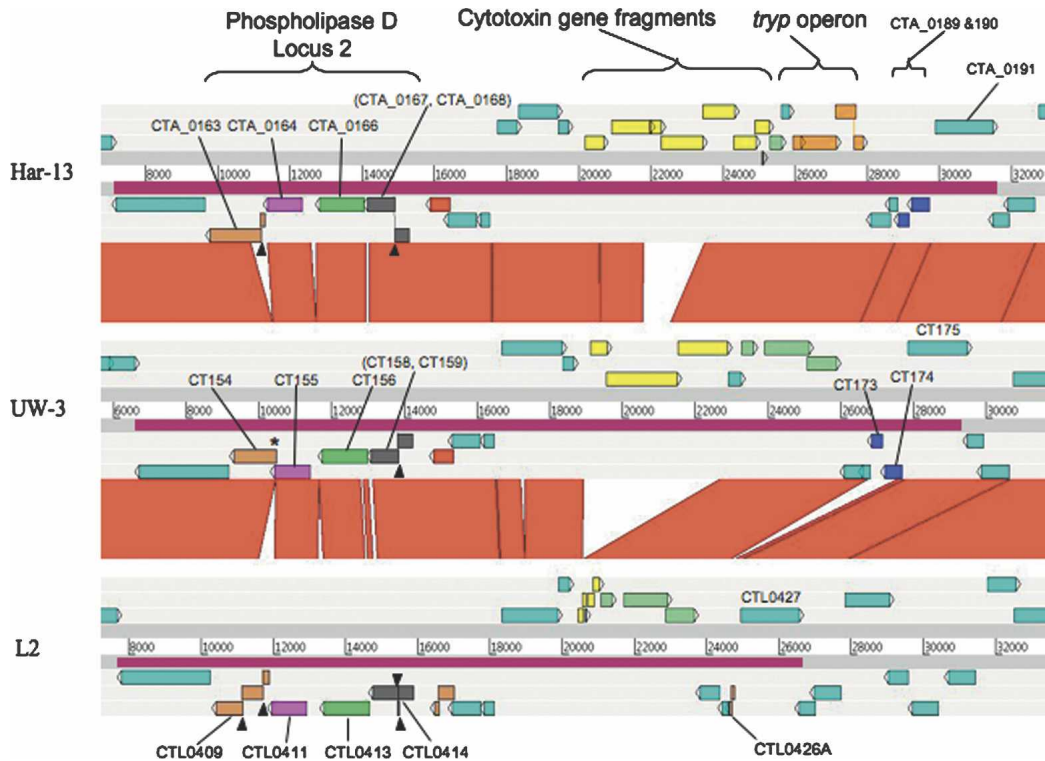 Phospholipase D
Locus 2
Cytotoxin gene fragments
tryp operon
CTA_0189 &190
CTA_0191
(CTA_0167, CTA_0168)
CTA_0163 CTA_0164 CTA_0166
Har-13
8000 10000 12000 14000 16000 18000 20000 22000 24000 26000 28000 30000 32000
CT175
(CT158, CT159)
CT154 CT155 CT156
CT173 CT174
UW-3
6000 8000 10000 12000 14000 16000 18000 20000 22000 24000 26000 28000 30000
*
CTL0427
L2
8000 10000 12000 14000 16000 18000 20000 22000 24000 26000 28000 30000 32000
CTL0409 CTL0411 CTL0413 CTL0414 CTL0426A